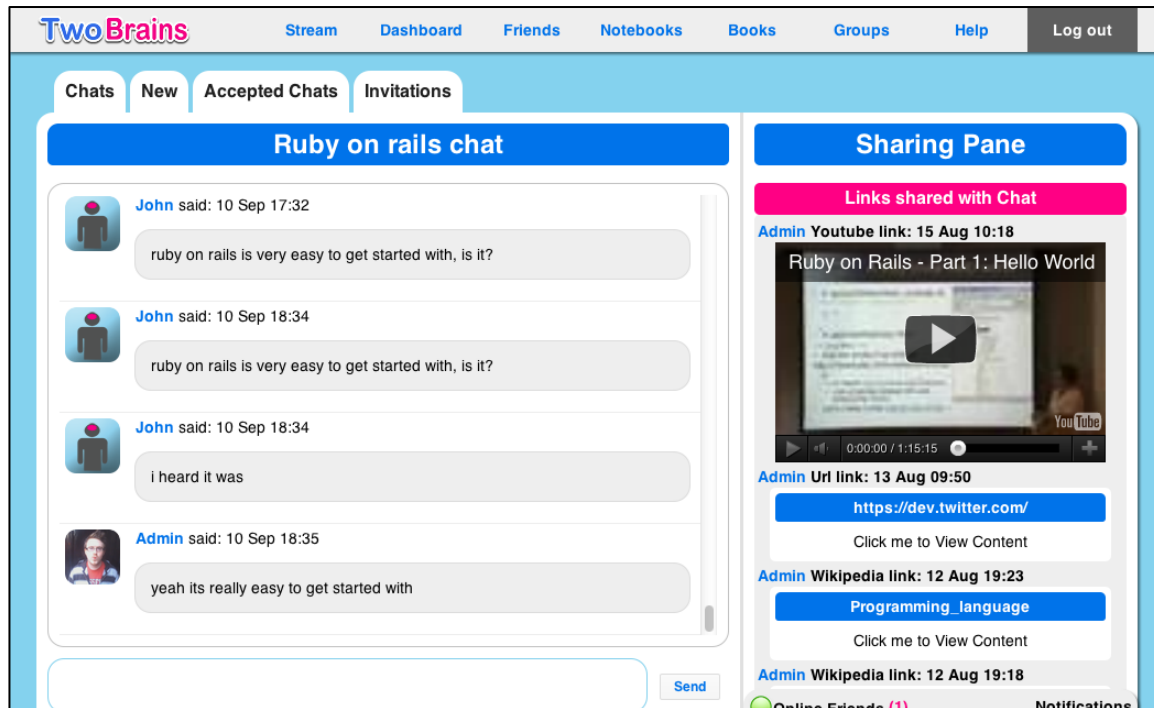 TwoBrains
Stream Dashboard Friends Notebooks Books Groups Help Log out
Chats New Accepted Chats Invitations
Ruby on rails chat
John said: 10 Sep 17:32
ruby on rails is very easy to get started with, is it?
John said: 10 Sep 18:34
ruby on rails is very easy to get started with, is it?
John said: 10 Sep 18:34
i heard it was
Admin said: 10 Sep 18:35
yeah its really easy to get started with
Send
Sharing Pane
Links shared with Chat
Admin Youtube link: 15 Aug 10:18
Ruby on Rails - Part 1: Hello World
YouTube
0:00:00 / 1:15:15
Admin Url link: 13 Aug 09:50
https://dev.twitter.com/
Click me to View Content
Admin Wikipedia link: 12 Aug 19:23
Programming_language
Click me to View Content
Admin Wikipedia link: 12 Aug 19:18
Online Friends (1) Notifications